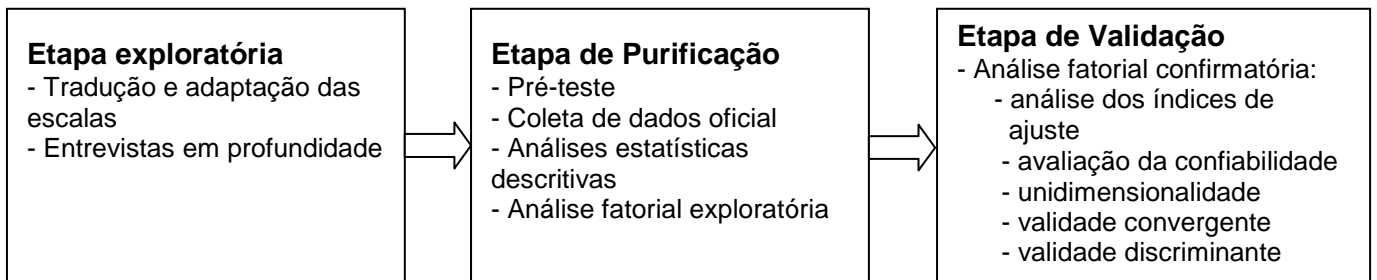 Etapa exploratória
- Tradução e adaptação das
escalas
- Entrevistas em profundidade
Etapa de Purificação
- Pré-teste
- Coleta de dados oficial
- Análises estatísticas
descritivas
- Análise fatorial exploratória
Etapa de Validação
- Análise fatorial confirmatória:
- análise dos índices de
ajuste
- avaliação da confiabilidade
- unidimensionalidade
- validade convergente
- validade discriminante